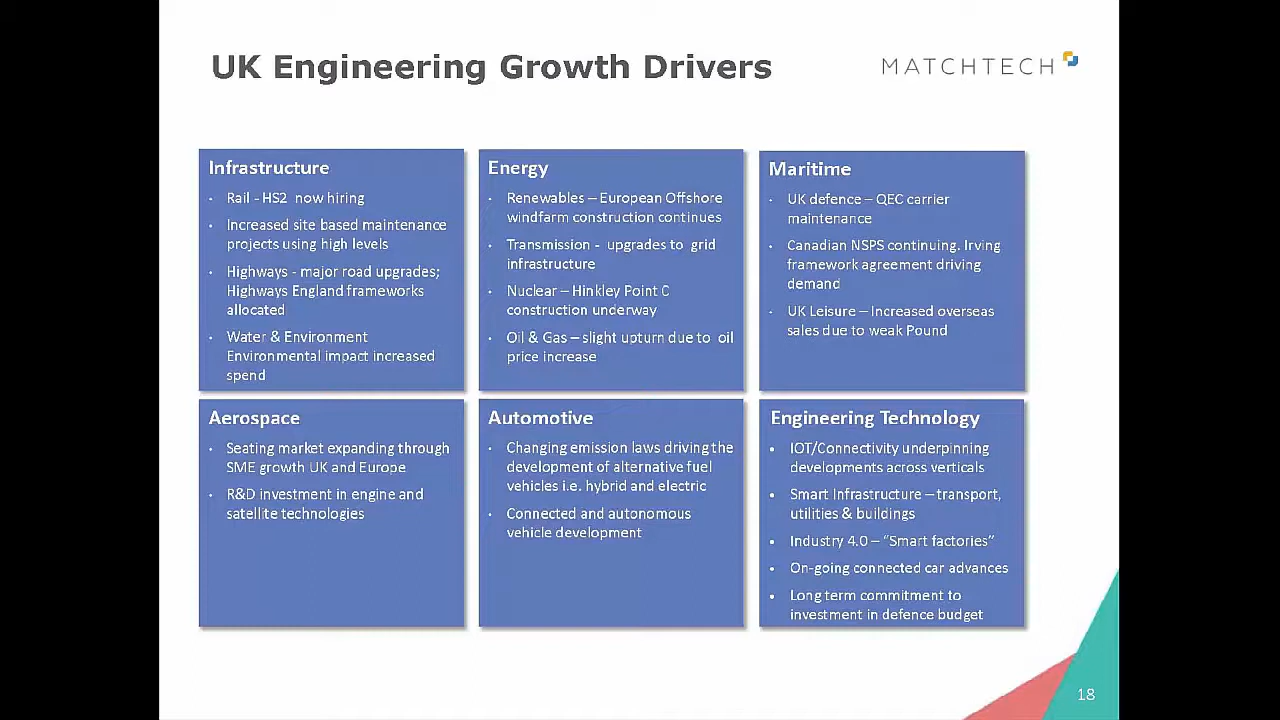 UK Engineering Growth Drivers
MATCHTECH
Infrastructure
• Rail - HS2 now hiring
• Increased site based maintenance
projects using high levels
• Highways - major road upgrades;
Highways England frameworks
allocated
• Water & Environment
Environmental impact increased
spend
Energy
• Renewables – European Offshore
windfarm construction continues
• Transmission - upgrades to grid
infrastructure
• Nuclear – Hinkley Point C
construction underway
• Oil & Gas – slight upturn due to oil
price increase
Maritime
• UK defence – QEC carrier
maintenance
• Canadian NSPS continuing. Irving
framework agreement driving
demand
• UK Leisure – Increased overseas
sales due to weak Pound
Aerospace
• Seating market expanding through
SME growth UK and Europe
• R&D investment in engine and
satellite technologies
Automotive
• Changing emission laws driving the
development of alternative fuel
vehicles i.e. hybrid and electric
• Connected and autonomous
vehicle development
Engineering Technology
• IOT/Connectivity underpinning
developments across verticals
• Smart Infrastructure – transport,
utilities & buildings
• Industry 4.0 – “Smart factories”
• On-going connected car advances
• Long term commitment to
investment in defence budget
18